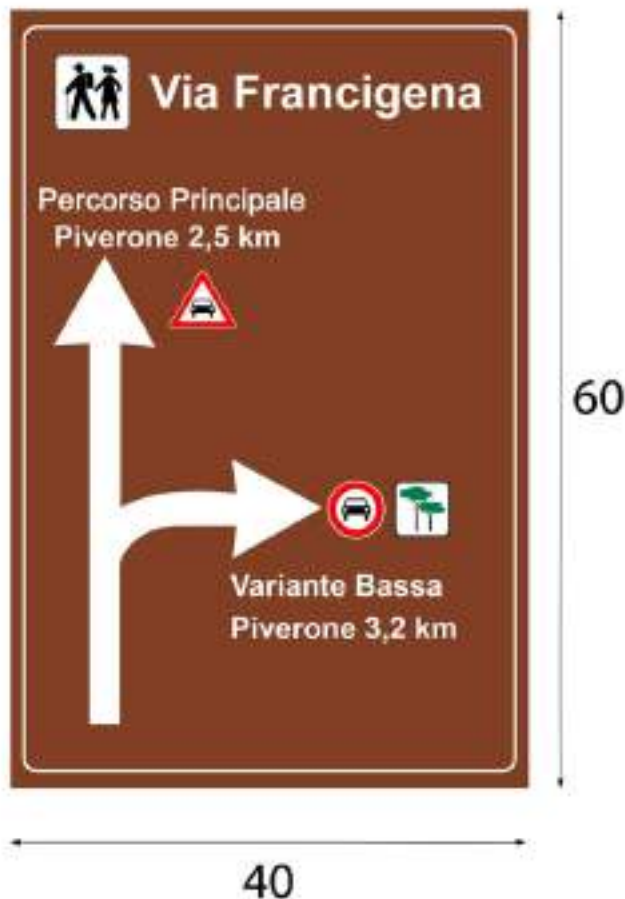 Via Francigena
Percorso Principale
Piverone 2,5 km
60
Variante Bassa
Piverone 3,2 km
40